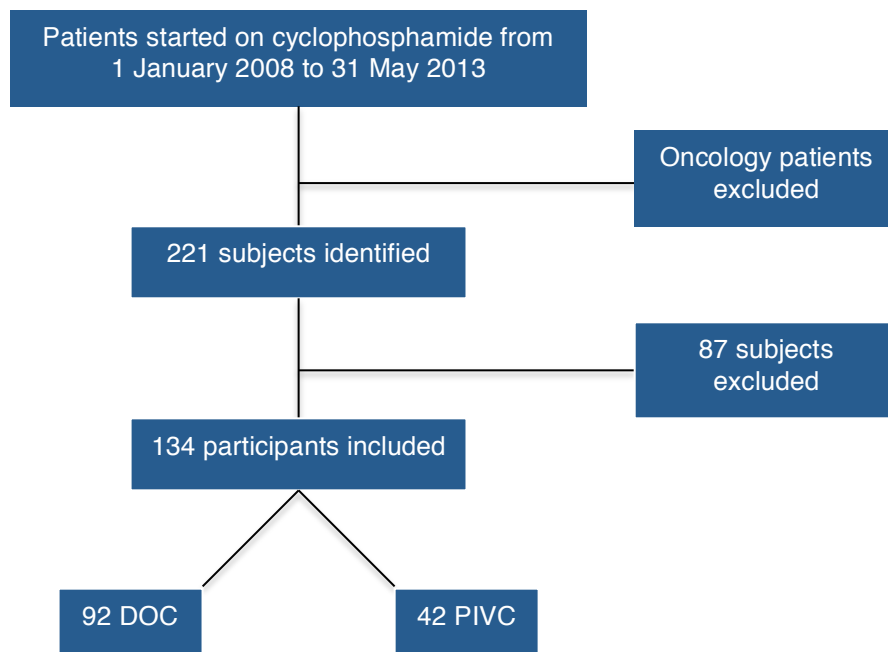 Patients started on cyclophosphamide from
1 January 2008 to 31 May 2013
Oncology patients
excluded
221 subjects identified
87 subjects
excluded
134 participants included
92 DOC
42 PIVC